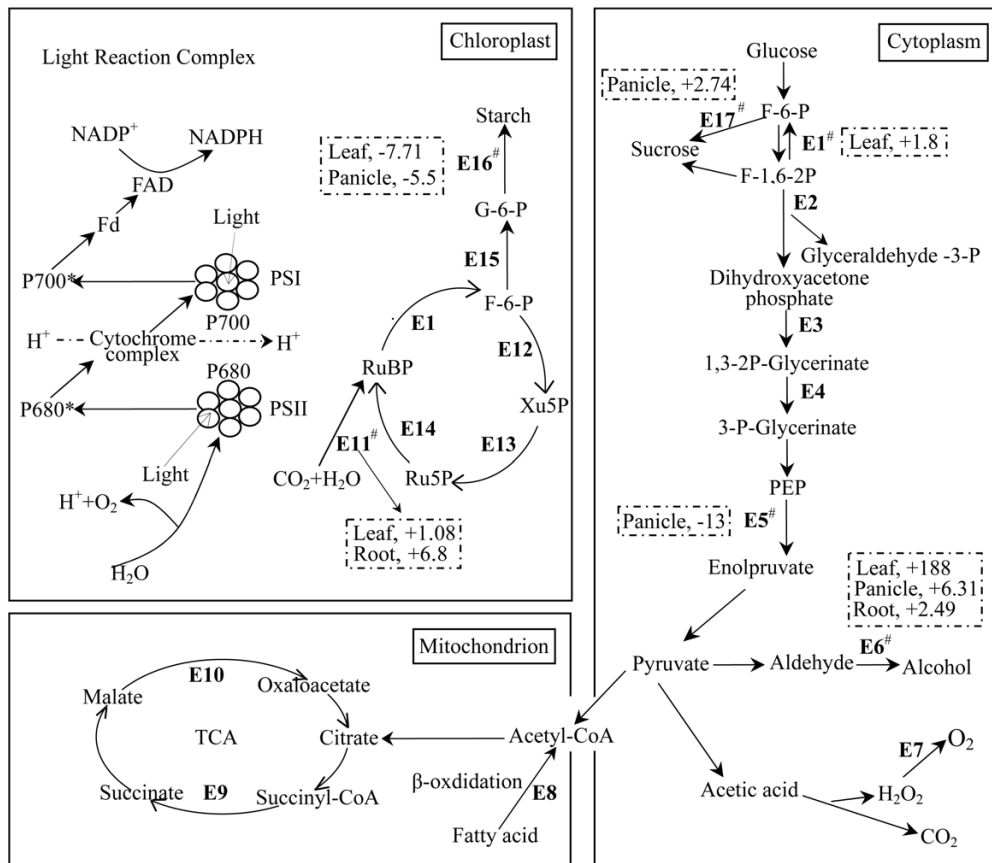 Chloroplast
Light Reaction Complex
NADP⁺
NADPH
FAD
Fd
Light
P700*
PSI
P700
H⁺
Cytochrome
complex
H⁺
P680
P680*
PSII
Light
H⁺+O₂
H₂O
Starch
Leaf, -7.71
Panicle, -5.5
E16#
G-6-P
E15
F-6-P
E1
E12
RuBP
Xu5P
E11#
E14
E13
CO₂+H₂O
Ru5P
Leaf, +1.08
Root, +6.8
Mitochondrion
E10
Malate
Oxaloacetate
TCA
Citrate
Acetyl-CoA
Succinate
E9
Succinyl-CoA
β-oxdidation
E8
Fatty acid
Cytoplasm
Glucose
Panicle, +2.74
F-6-P
E17#
E1#
Leaf, +1.8
Sucrose
F-1,6-2P
E2
Glyceraldehyde -3-P
Dihydroxyacetone
phosphate
E3
1,3-2P-Glycerinate
E4
3-P-Glycerinate
PEP
Panicle, -13
E5#
Enolpruvate
Leaf, +188
Panicle, +6.31
Root, +2.49
E6#
Pyruvate
Aldehyde
Alcohol
E7
O₂
Acetic acid
H₂O₂
CO₂